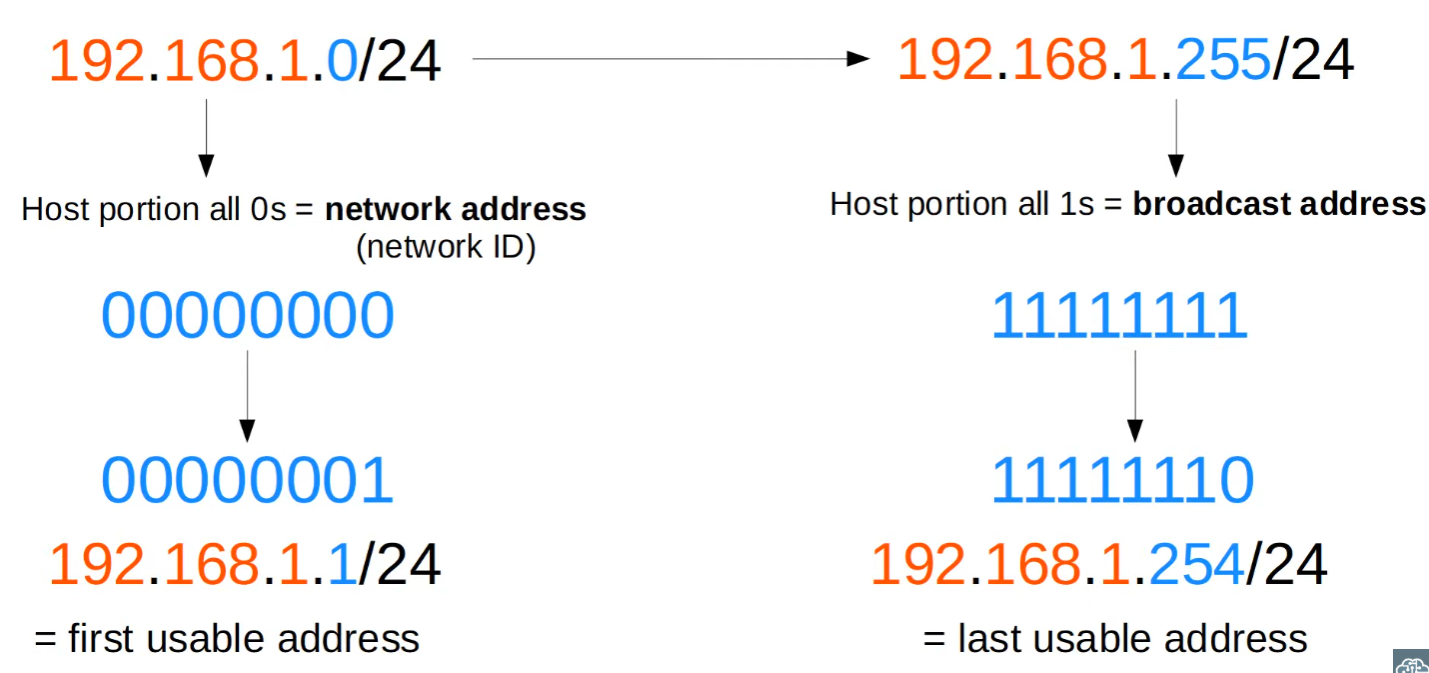 192.168.1.0/24
192.168.1.255/24
Host portion all 0s = network address
(network ID)
Host portion all 1s = broadcast address
00000000
11111111
00000001
11111110
192.168.1.1/24
192.168.1.254/24
= first usable address
= last usable address